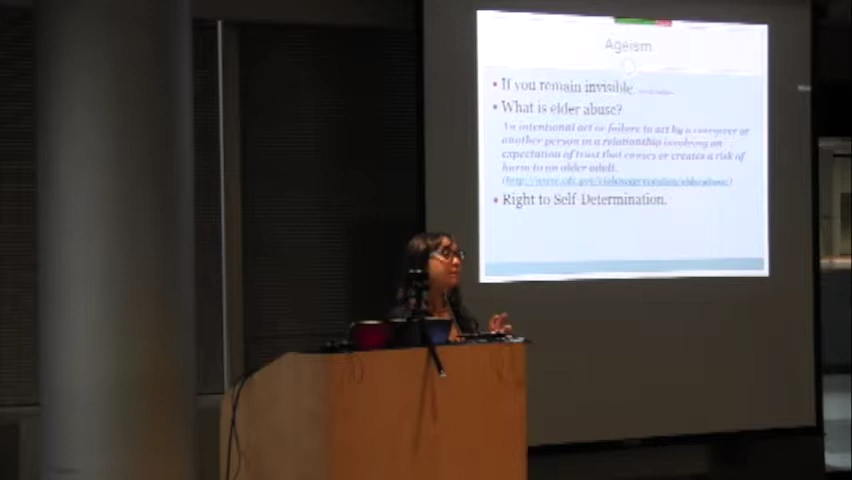 Ageism
• If you remain invisible
• What is elder abuse?
An intentional act or failure to act by a caregiver or
another person in a relationship involving an
expectation of trust that causes or creates a risk of
harm to an older adult.
• Right to Self-Determination.